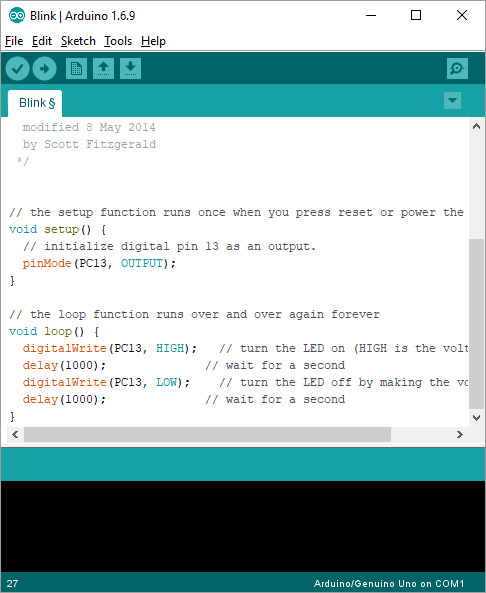 Blink | Arduino 1.6.9
File Edit Sketch Tools Help
Blink §
modified 8 May 2014
by Scott Fitzgerald
*/
// the setup function runs once when you press reset or power the
void setup() {
// initialize digital pin 13 as an output.
pinMode(PC13, OUTPUT);
}
// the loop function runs over and over again forever
void loop() {
digitalWrite(PC13, HIGH); // turn the LED on (HIGH is the volt
delay(1000); // wait for a second
digitalWrite(PC13, LOW); // turn the LED off by making the vo
delay(1000); // wait for a second
}
27 Arduino/Genuino Uno on COM1